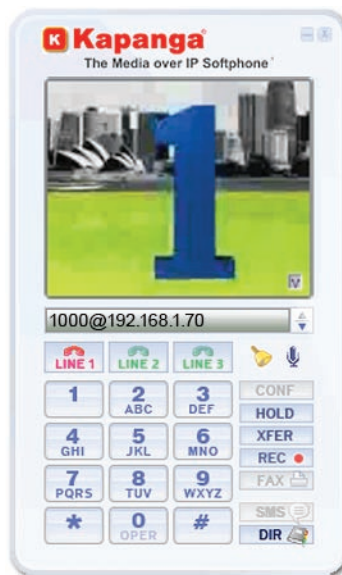 K Kapanga
The Media over IP Softphone
1
1000@192.168.1.70
LINE 1 LINE 2 LINE 3
1 2 ABC 3 DEF CONF
HOLD
4 GHI 5 JKL 6 MNO XFER
REC
7 PQRS 8 TUV 9 WXYZ FAX
* 0 OPER # SMS
DIR